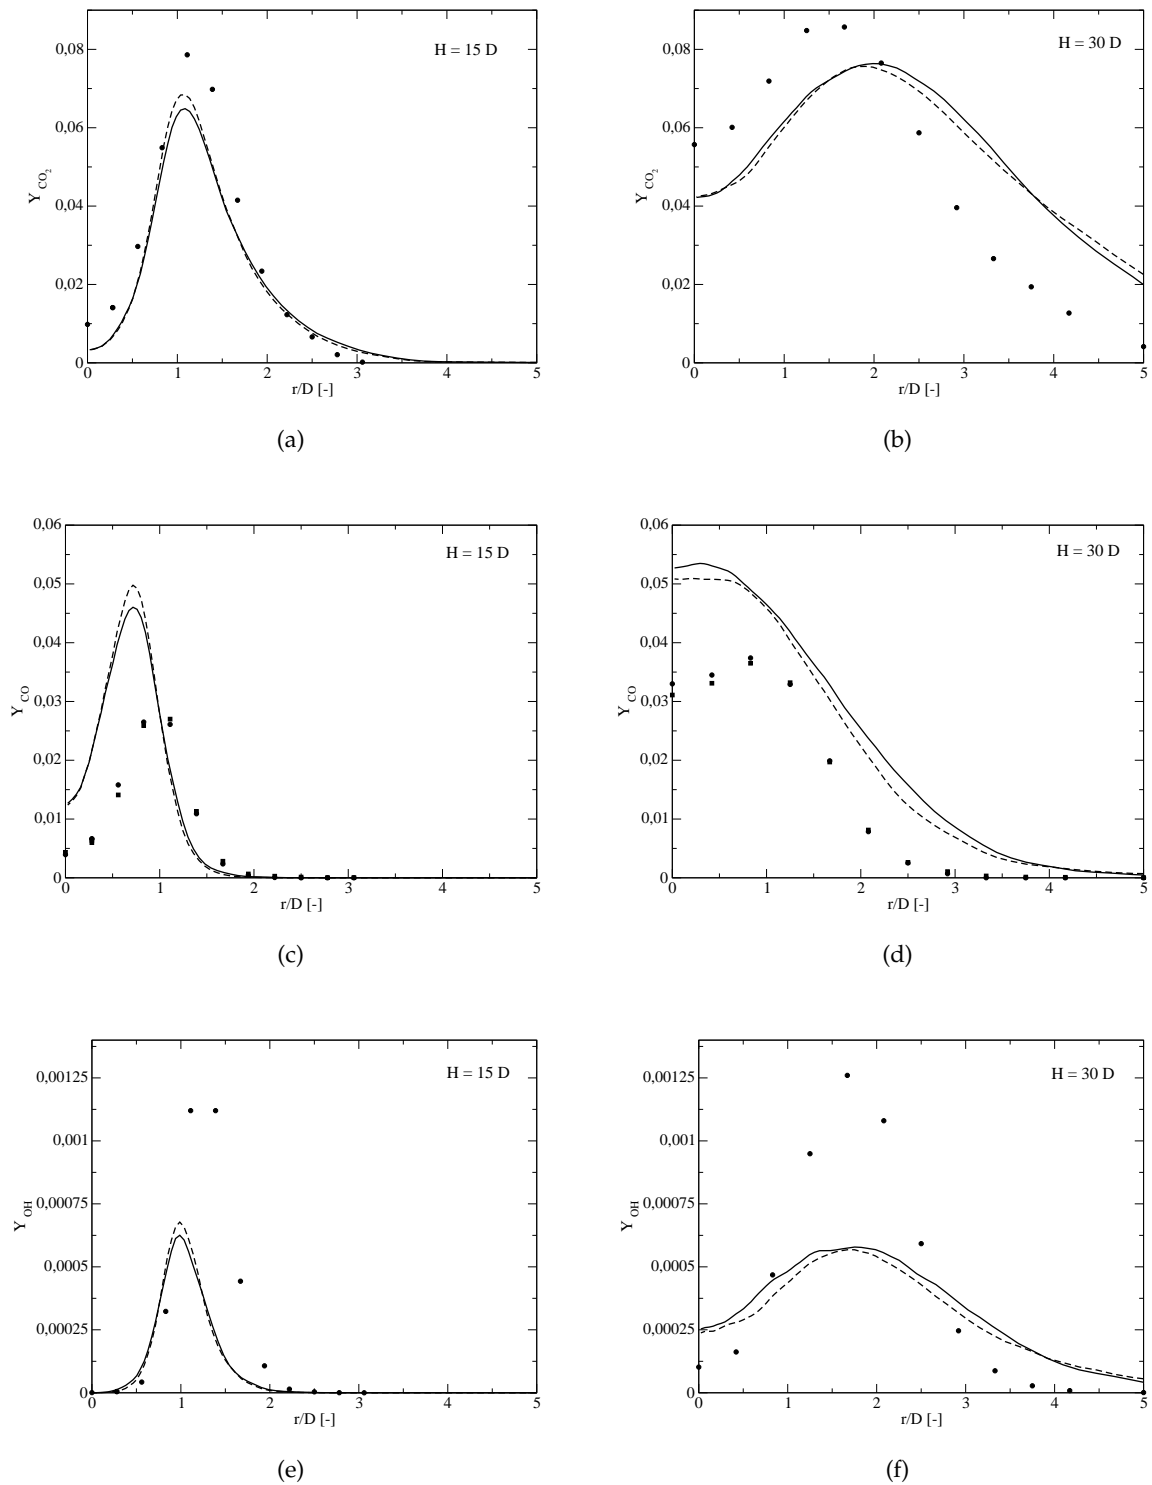 H = 15 D
0,08
0,06
0,04
0,02
0
Y CO2
0 1 2 3 4 5
r/D [-]
(a)
H = 30 D
0,08
0,06
0,04
0,02
0
Y CO2
0 1 2 3 4 5
r/D [-]
(b)
0,06
H = 15 D
0,05
0,04
0,03
0,02
0,01
0
Y CO
0 1 2 3 4 5
r/D [-]
(c)
0,06
H = 30 D
0,05
0,04
0,03
0,02
0,01
0
Y CO
0 1 2 3 4 5
r/D [-]
(d)
H = 15 D
0,00125
0,001
0,00075
0,0005
0,00025
0
Y OH
0 1 2 3 4 5
r/D [-]
(e)
H = 30 D
0,00125
0,001
0,00075
0,0005
0,00025
0
Y OH
0 1 2 3 4 5
r/D [-]
(f)